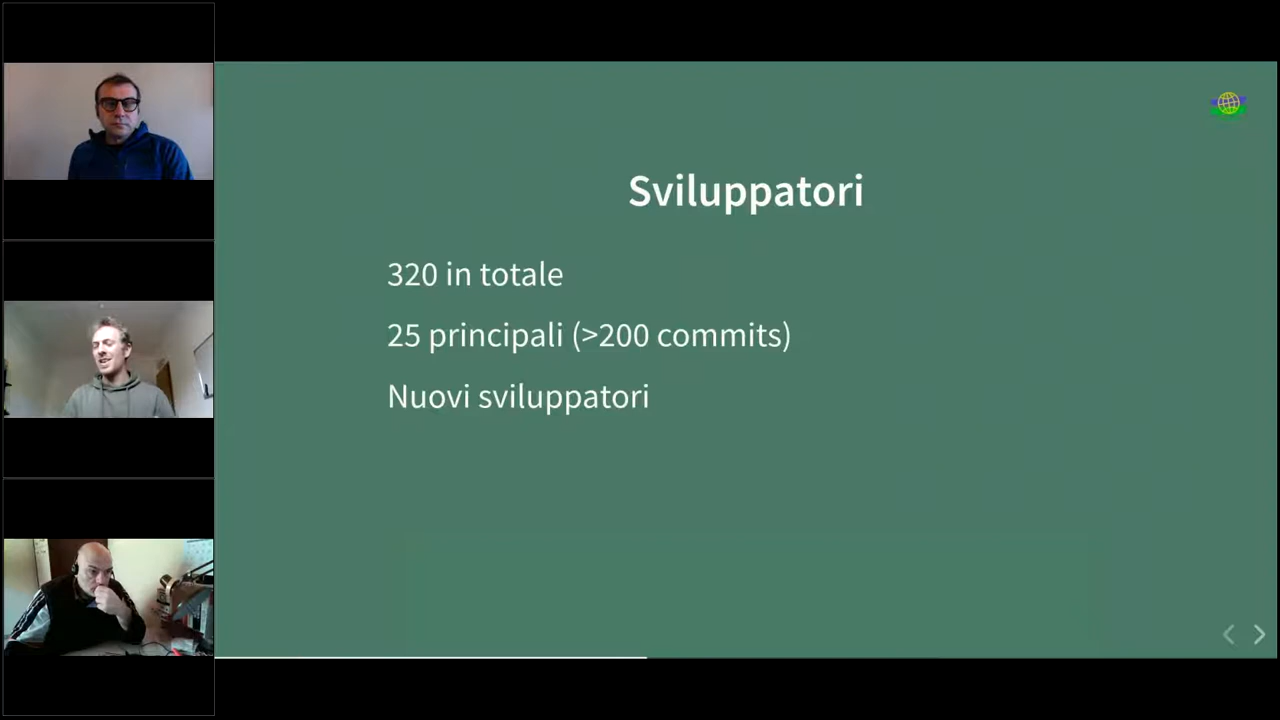 Sviluppatori
320 in totale
25 principali (>200 commits)
Nuovi sviluppatori